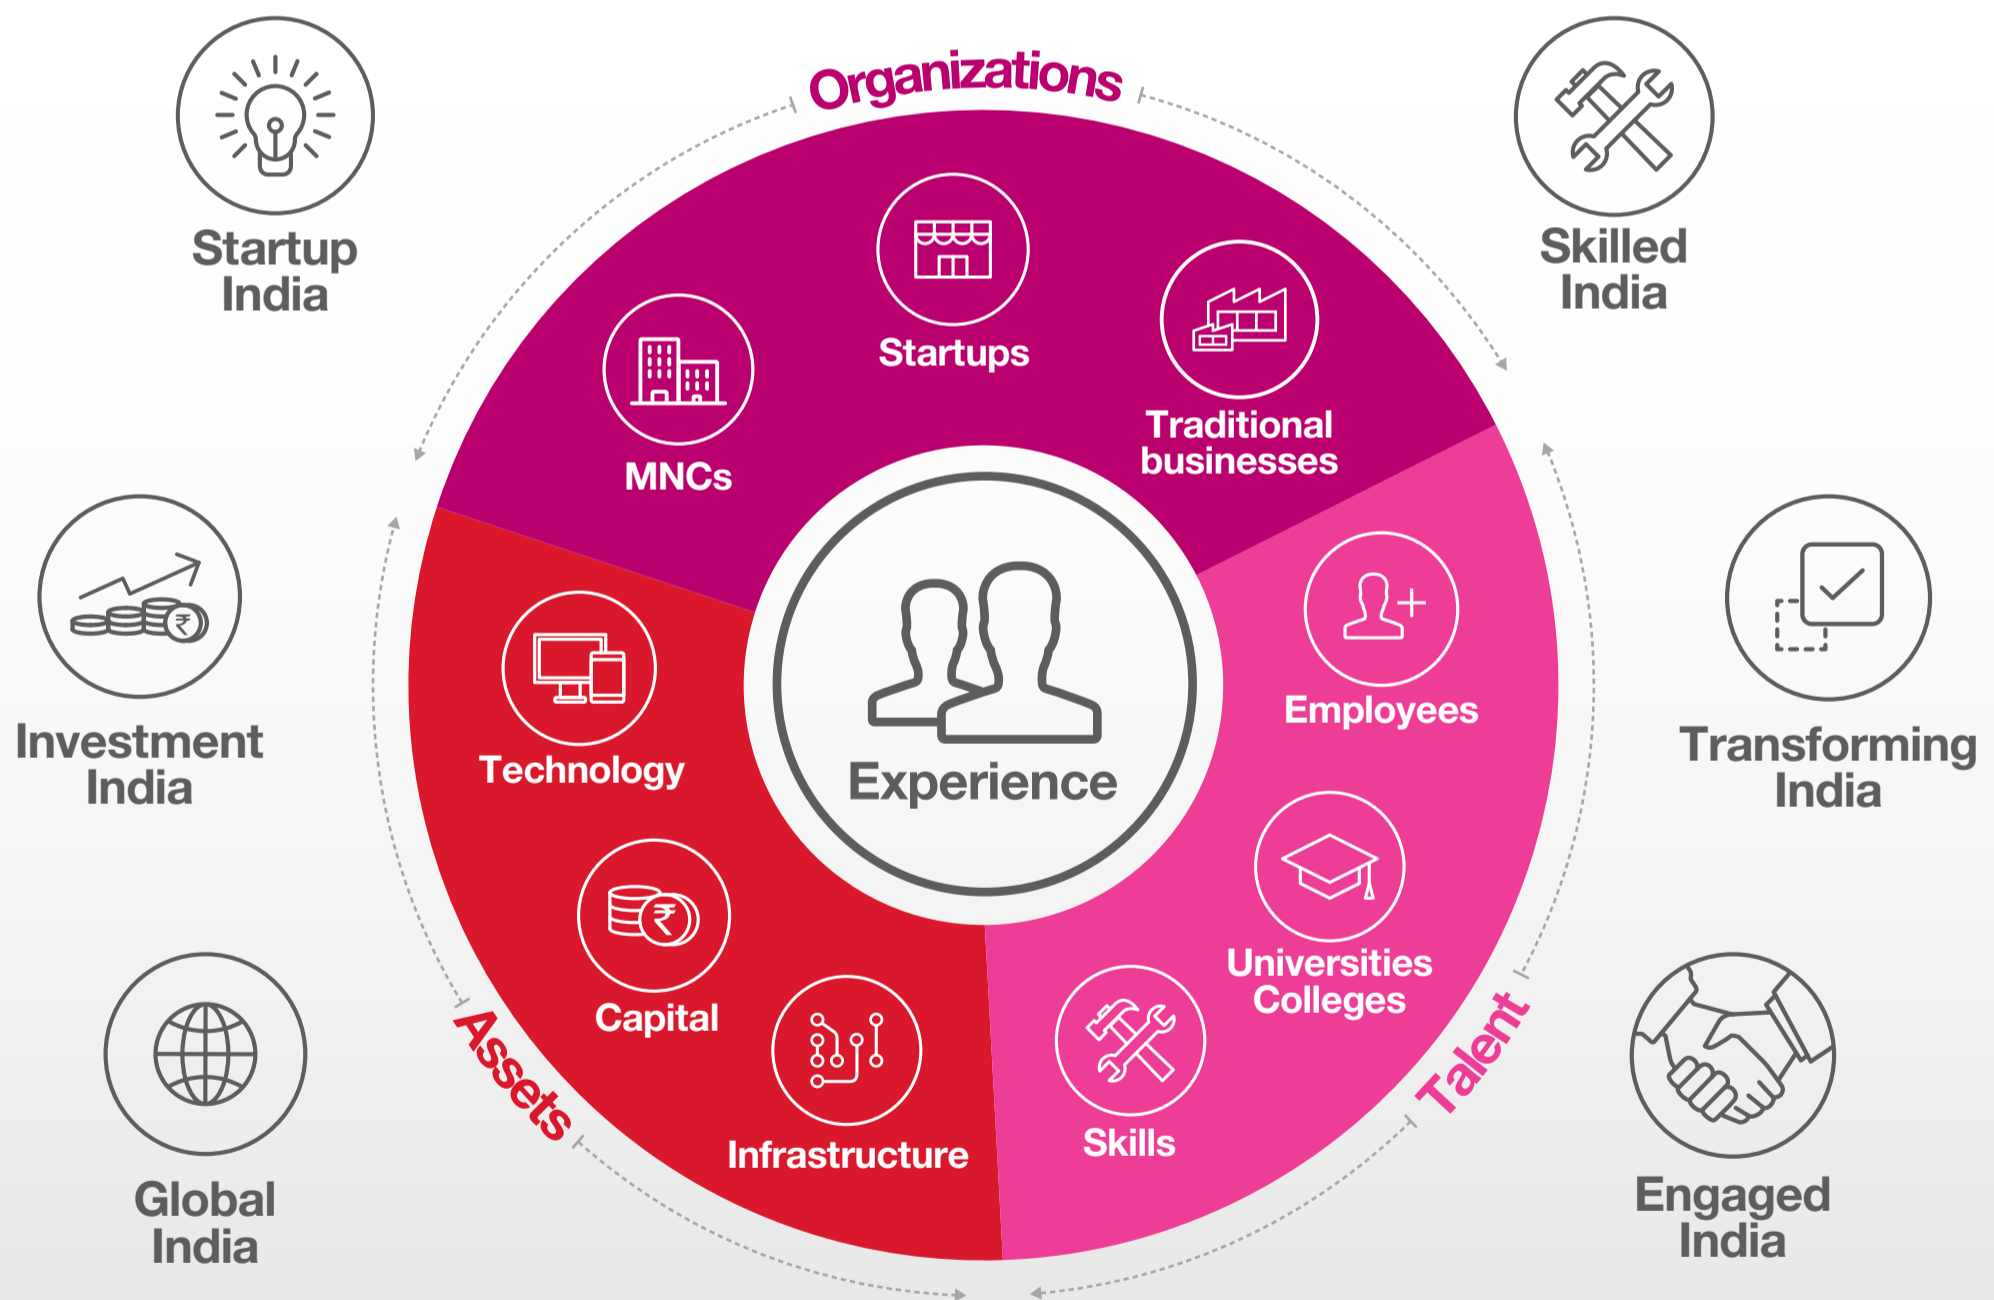 Organizations
Startup
India
Skilled
India
Startups
MNCs
Traditional
businesses
Investment
India
Technology
Experience
Employees
Transforming
India
Capital
Universities
Colleges
Assets
Infrastructure
Skills
Talent
Global
India
Engaged
India
₹
₹